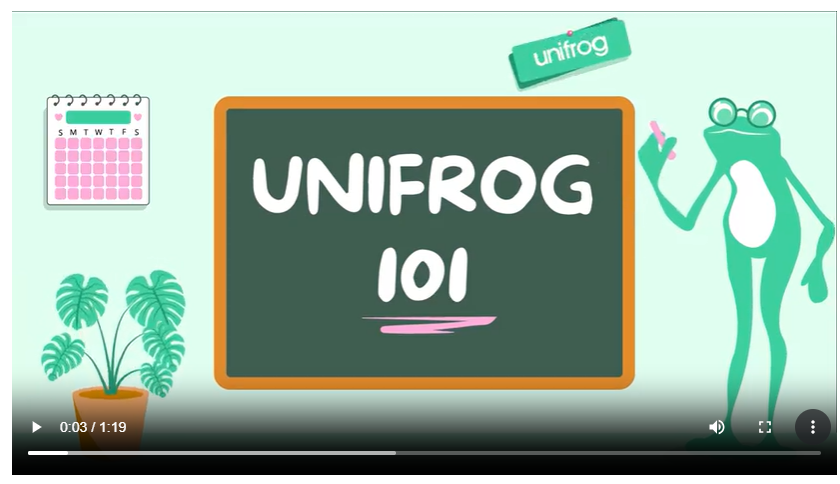 unifrog
S M T W T F S
UNIFROG
101
0:03 / 1:19